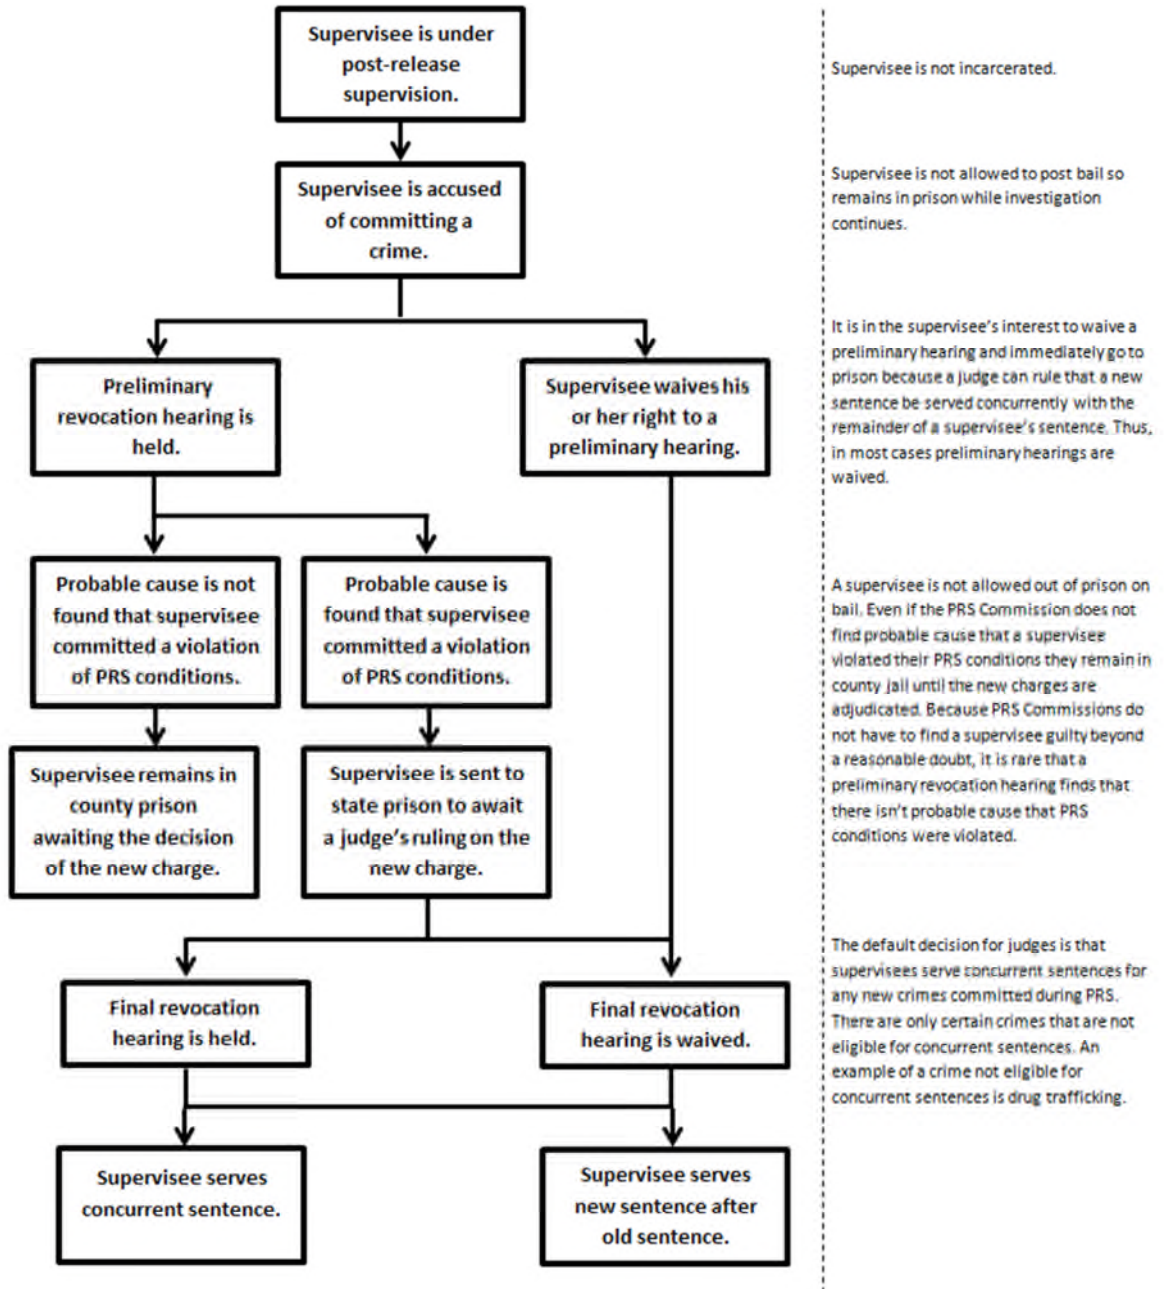 Supervisee is under
post-release
supervision.
Supervisee is not incarcerated.
Supervisee is accused
of committing a
crime.
Supervisee is not allowed to post bail so
remains in prison while investigation
continues.
Preliminary
revocation hearing is
held.
Supervisee waives his
or her right to a
preliminary hearing.
It is in the supervisee's interest to waive a
preliminary hearing and immediately go to
prison because a judge can rule that a new
sentence be served concurrently with the
remainder of a supervisee's sentence. Thus,
in most cases preliminary hearings are
waived.
Probable cause is not
found that supervisee
committed a violation
of PRS conditions.
Probable cause is
found that supervisee
committed a violation
of PRS conditions.
Supervisee remains in
county prison
awaiting the decision
of the new charge.
Supervisee is sent to
state prison to await
a judge's ruling on the
new charge.
A supervisee is not allowed out of prison on
bail. Even if the PRS Commission does not
find probable cause that a supervisee
violated their PRS conditions they remain in
county jail until the new charges are
adjudicated. Because PRS Commissions do
not have to find a supervisee guilty beyond
a reasonable doubt, it is rare that a
preliminary revocation hearing finds that
there isn't probable cause that PRS
conditions were violated.
Final revocation
hearing is held.
Final revocation
hearing is waived.
The default decision for judges is that
supervisees serve concurrent sentences for
any new crimes committed during PRS.
There are only certain crimes that are not
eligible for concurrent sentences. An
example of a crime not eligible for
concurrent sentences is drug trafficking.
Supervisee serves
concurrent sentence.
Supervisee serves
new sentence after
old sentence.